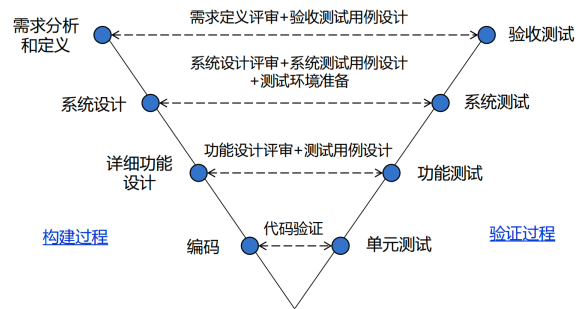 需求分析
和定义
需求定义评审+验收测试用例设计
验收测试
系统设计评审+系统测试用例设计
+测试环境准备
系统设计
系统测试
功能设计评审+测试用例设计
详细功能
设计
功能测试
构建过程
代码验证
编码
单元测试
验证过程